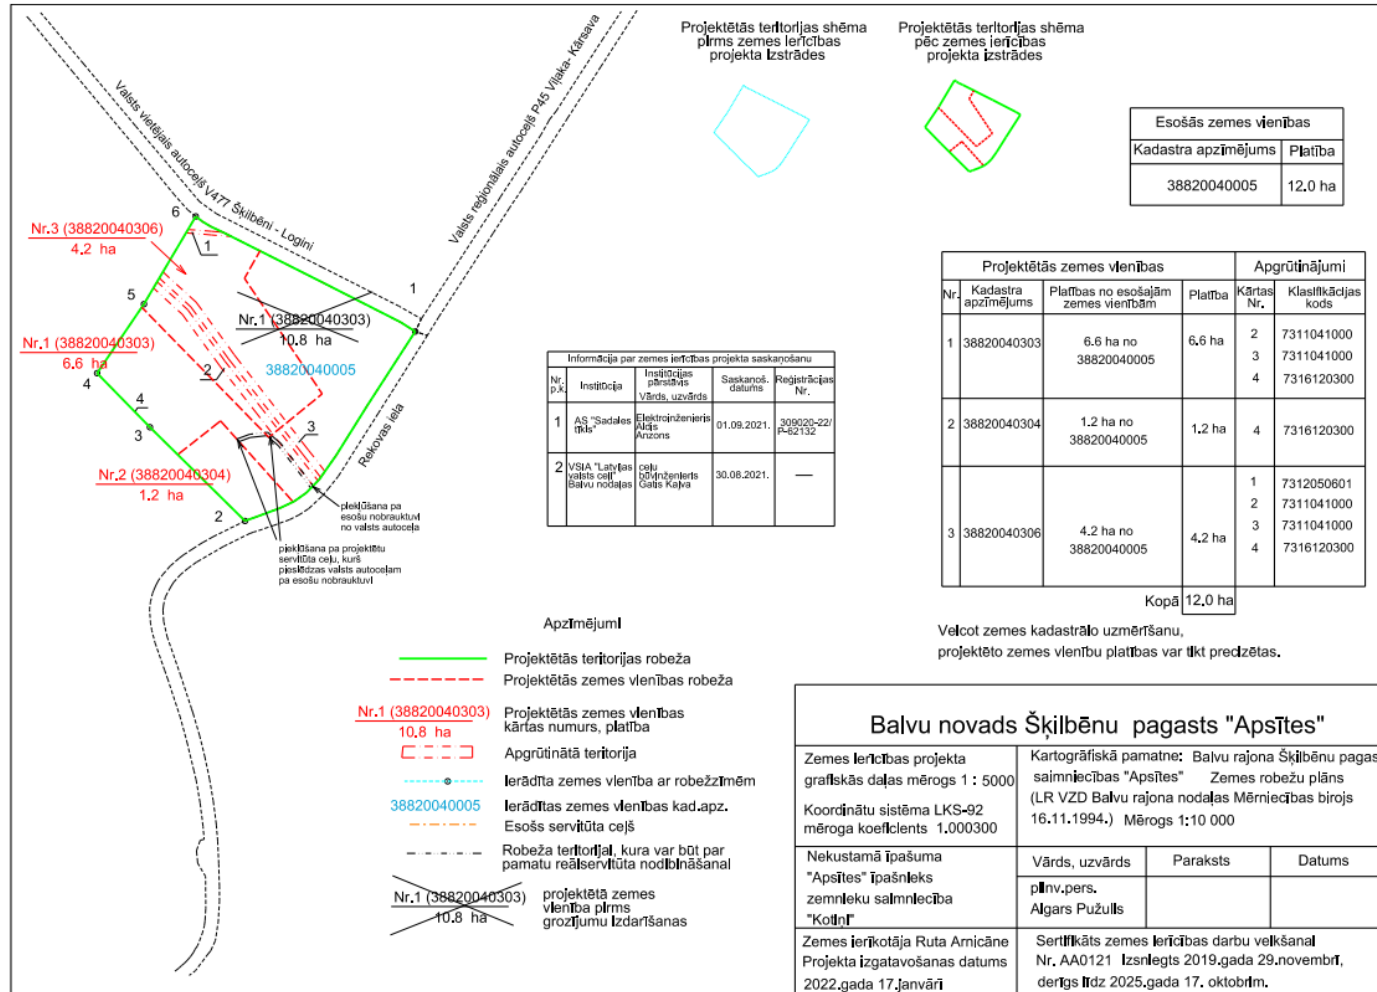 Projektētās teritorijas shēma
pirms zemes ierīcības
projekta izstrādes
Projektētās teritorijas shēma
pēc zemes ierīcības
projekta izstrādes
Esošās zemes vienības
Kadastra apzīmējums Platība
38820040005 12.0 ha
Valsts vietējais autoceļš V477 Šķilbēni - Logini
Valsts reģionālais autoceļš P45 Viļaka- Kārsava
Rekovas iela
6
1
Nr.3 (38820040306)
4.2 ha
1
5
Nr.1 (38820040303)
10.8 ha
Nr.1 (38820040303)
6.6 ha
2
38820040005
4
4
3
3
Nr.2 (38820040304)
1.2 ha
2
piekļūšana pa
esošu nobrauktuvi
no valsts autoceļa
piekļūšana pa projektētu
servitūta ceļu, kurš
pieslēdzas valsts autoceļam
pa esošu nobrauktuvi
Informācija par zemes ierīcības projekta saskaņošanu
Nr. p.k. Institūcija Institūcijas pārstāvis Vārds, uzvārds Saskaņoš. datums Reģistrācijas Nr.
1 AS "Sadales tīkls" Elektroinženieris Aldis Anzons 01.09.2021. 309020-22/ P-62132
2 VSIA "Latvijas valsts ceļi" Balvu nodaļas ceļu būvinženieris Gatis Kaļva 30.08.2021. —
Projektētās zemes vienības Apgrūtinājumi
Nr. Kadastra apzīmējums Platības no esošajām zemes vienībām Platība Kārtas Nr. Klasifikācijas kods
1 38820040303 6.6 ha no 38820040005 6.6 ha
2 7311041000
3 7311041000
4 7316120300
2 38820040304 1.2 ha no 38820040005 1.2 ha 4 7316120300
3 38820040306 4.2 ha no 38820040005 4.2 ha
1 7312050601
2 7311041000
3 7311041000
4 7316120300
Kopā 12.0 ha
Veicot zemes kadastrālo uzmērīšanu,
projektēto zemes vienību platības var tikt precizētas.
Apzīmējumi
Projektētās teritorijas robeža
Projektētās zemes vienības robeža
Nr.1 (38820040303)
10.8 ha
Projektētās zemes vienības
kārtas numurs, platība
Apgrūtinātā teritorija
Ierādīta zemes vienība ar robežzīmēm
38820040005 Ierādītas zemes vienības kad.apz.
Esošs servitūta ceļš
Robeža teritorijai, kura var būt par
pamatu reālservitūta nodibināšanai
Nr.1 (38820040303)
10.8 ha
projektētā zemes
vienība pirms
grozījumu izdarīšanas
Balvu novads Šķilbēnu pagasts "Apsītes"
Zemes ierīcības projekta
grafiskās daļas mērogs 1 : 5000
Koordinātu sistēma LKS-92
mēroga koeficients 1.000300
Kartogrāfiskā pamatne: Balvu rajona Šķilbēnu pagas
saimniecības "Apsītes" Zemes robežu plāns
(LR VZD Balvu rajona nodaļas Mērniecības birojs
16.11.1994.) Mērogs 1:10 000
Nekustamā īpašuma
"Apsītes" īpašnieks
zemnieku saimniecība
"Kotiņi"
Vārds, uzvārds Paraksts Datums
pilnv.pers.
Aigars Pužulis
Zemes ierīkotāja Ruta Arnicāne
Projekta izgatavošanas datums
2022.gada 17.janvārī
Sertifikāts zemes ierīcības darbu veikšanai
Nr. AA0121 Izsniegts 2019.gada 29.novembrī,
derīgs līdz 2025.gada 17. oktobrim.